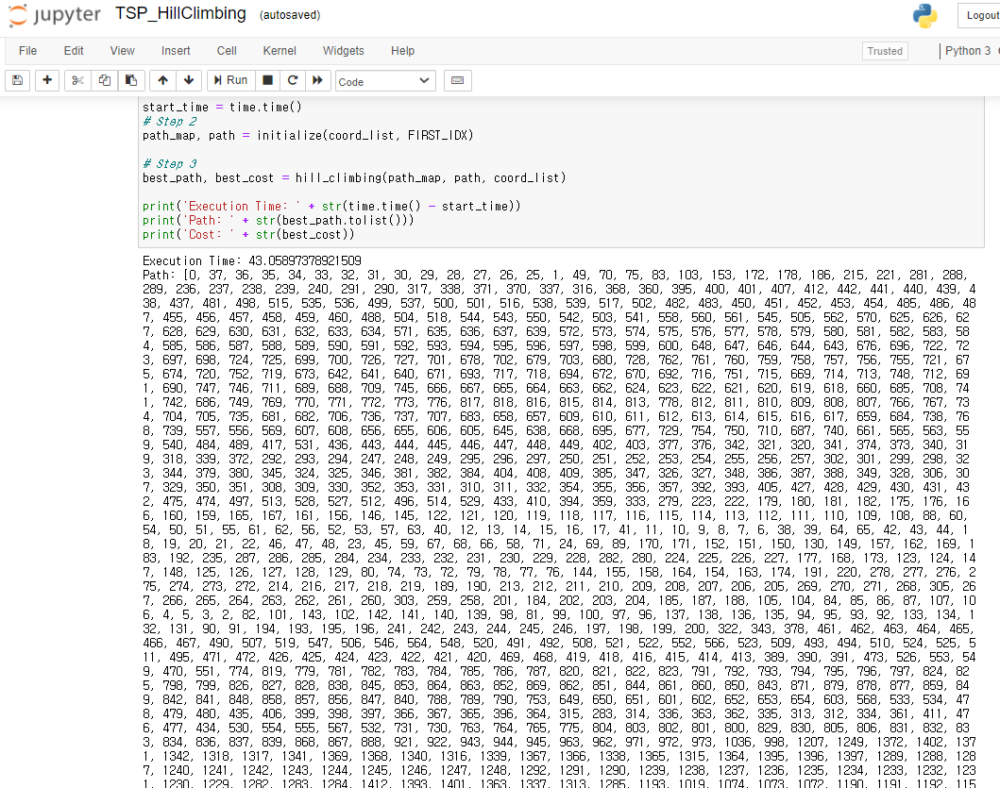 jupyter TSP_HillClimbing (autosaved)
Logout
File Edit View Insert Cell Kernel Widgets Help
Trusted Python 3
Run Code
start_time = time.time()
# Step 2
path_map, path = initialize(coord_list, FIRST_IDX)
# Step 3
best_path, best_cost = hill_climbing(path_map, path, coord_list)
print('Execution Time: ' + str(time.time() - start_time))
print('Path: ' + str(best_path.tolist()))
print('Cost: ' + str(best_cost))
Execution Time: 43.05897378921509
Path: [0, 37, 36, 35, 34, 33, 32, 31, 30, 29, 28, 27, 26, 25, 1, 49, 70, 75, 83, 103, 153, 172, 178, 186, 215, 221, 281, 288,
289, 236, 237, 238, 239, 240, 291, 290, 317, 338, 371, 370, 337, 316, 368, 360, 395, 400, 401, 407, 412, 442, 441, 440, 439, 4
38, 437, 481, 498, 515, 535, 536, 499, 537, 500, 501, 516, 538, 539, 517, 502, 482, 483, 450, 451, 452, 453, 454, 485, 486, 48
7, 455, 456, 457, 458, 459, 460, 488, 504, 518, 544, 543, 550, 542, 503, 541, 558, 560, 561, 545, 505, 562, 570, 625, 626, 62
7, 628, 629, 630, 631, 632, 633, 634, 571, 635, 636, 637, 639, 572, 573, 574, 575, 576, 577, 578, 579, 580, 581, 582, 583, 58
4, 585, 586, 587, 588, 589, 590, 591, 592, 593, 594, 595, 596, 597, 598, 599, 600, 648, 647, 646, 644, 643, 676, 696, 722, 72
3, 697, 698, 724, 725, 699, 700, 726, 727, 701, 678, 702, 679, 703, 680, 728, 762, 761, 760, 759, 758, 757, 756, 755, 721, 67
5, 674, 720, 752, 719, 673, 642, 641, 640, 671, 693, 717, 718, 694, 672, 670, 692, 716, 751, 715, 669, 714, 713, 748, 712, 69
1, 690, 747, 746, 711, 689, 688, 709, 745, 666, 667, 665, 664, 663, 662, 624, 623, 622, 621, 620, 619, 618, 660, 685, 708, 74
1, 742, 686, 749, 769, 770, 771, 772, 773, 776, 817, 818, 816, 815, 814, 813, 778, 812, 811, 810, 809, 808, 807, 766, 767, 73
4, 704, 705, 735, 681, 682, 706, 736, 737, 707, 683, 658, 657, 609, 610, 611, 612, 613, 614, 615, 616, 617, 659, 684, 738, 76
8, 739, 557, 556, 569, 607, 608, 656, 655, 606, 605, 645, 638, 668, 695, 677, 729, 754, 750, 710, 687, 740, 661, 565, 563, 55
9, 540, 484, 489, 417, 531, 436, 443, 444, 445, 446, 447, 448, 449, 402, 403, 377, 376, 342, 321, 320, 341, 374, 373, 340, 31
9, 318, 339, 372, 292, 293, 294, 247, 248, 249, 295, 296, 297, 250, 251, 252, 253, 254, 255, 256, 257, 302, 301, 299, 298, 32
3, 344, 379, 380, 345, 324, 325, 346, 381, 382, 384, 404, 408, 409, 385, 347, 326, 327, 348, 386, 387, 388, 349, 328, 306, 30
7, 329, 350, 351, 308, 309, 330, 352, 353, 331, 310, 311, 332, 354, 355, 356, 357, 392, 393, 405, 427, 428, 429, 430, 431, 43
2, 475, 474, 497, 513, 528, 527, 512, 496, 514, 529, 433, 410, 394, 359, 333, 279, 223, 222, 179, 180, 181, 182, 175, 176, 16
6, 160, 159, 165, 167, 161, 156, 146, 145, 122, 121, 120, 119, 118, 117, 116, 115, 114, 113, 112, 111, 110, 109, 108, 88, 60,
54, 50, 51, 55, 61, 62, 56, 52, 53, 57, 63, 40, 12, 13, 14, 15, 16, 17, 41, 11, 10, 9, 8, 7, 6, 38, 39, 64, 65, 42, 43, 44, 1
8, 19, 20, 21, 22, 46, 47, 48, 23, 45, 59, 67, 68, 66, 58, 71, 24, 69, 89, 170, 171, 152, 151, 150, 130, 149, 157, 162, 169, 1
83, 192, 235, 287, 286, 285, 284, 234, 233, 232, 231, 230, 229, 228, 282, 280, 224, 225, 226, 227, 177, 168, 173, 123, 124, 14
7, 148, 125, 126, 127, 128, 129, 80, 74, 73, 72, 79, 78, 77, 76, 144, 155, 158, 164, 154, 163, 174, 191, 220, 278, 277, 276, 2
75, 274, 273, 272, 214, 216, 217, 218, 219, 189, 190, 213, 212, 211, 210, 209, 208, 207, 206, 205, 269, 270, 271, 268, 305, 26
7, 266, 265, 264, 263, 262, 261, 260, 303, 259, 258, 201, 184, 202, 203, 204, 185, 187, 188, 105, 104, 84, 85, 86, 87, 107, 10
6, 4, 5, 3, 2, 82, 101, 143, 102, 142, 141, 140, 139, 98, 81, 99, 100, 97, 96, 137, 138, 136, 135, 94, 95, 93, 92, 133, 134, 1
32, 131, 90, 91, 194, 193, 195, 196, 241, 242, 243, 244, 245, 246, 197, 198, 199, 200, 322, 343, 378, 461, 462, 463, 464, 465,
466, 467, 490, 507, 519, 547, 506, 546, 564, 548, 520, 491, 492, 508, 521, 522, 552, 566, 523, 509, 493, 494, 510, 524, 525, 5
11, 495, 471, 472, 426, 425, 424, 423, 422, 421, 420, 469, 468, 419, 418, 416, 415, 414, 413, 389, 390, 391, 473, 526, 553, 54
9, 470, 551, 774, 819, 779, 781, 782, 783, 784, 785, 786, 787, 820, 821, 822, 823, 791, 792, 793, 794, 795, 796, 797, 824, 82
5, 798, 799, 826, 827, 828, 838, 845, 853, 864, 863, 852, 869, 862, 851, 844, 861, 860, 850, 843, 871, 879, 878, 877, 859, 84
9, 842, 841, 848, 858, 857, 856, 847, 840, 788, 789, 790, 753, 649, 650, 651, 601, 602, 652, 653, 654, 603, 568, 533, 534, 47
8, 479, 480, 435, 406, 399, 398, 397, 366, 367, 365, 396, 364, 315, 283, 314, 336, 363, 362, 335, 313, 312, 334, 361, 411, 47
6, 477, 434, 530, 554, 555, 567, 532, 731, 730, 763, 764, 765, 775, 804, 803, 802, 801, 800, 829, 830, 805, 806, 831, 832, 83
3, 834, 836, 837, 839, 868, 867, 888, 921, 922, 943, 944, 945, 963, 962, 971, 972, 973, 1036, 998, 1207, 1249, 1372, 1402, 137
1, 1342, 1318, 1317, 1341, 1369, 1368, 1340, 1316, 1339, 1367, 1366, 1338, 1365, 1315, 1364, 1395, 1396, 1397, 1289, 1288, 128
7, 1240, 1241, 1242, 1243, 1244, 1245, 1246, 1247, 1248, 1292, 1291, 1290, 1239, 1238, 1237, 1236, 1235, 1234, 1233, 1232, 123
1, 1230, 1229, 1282, 1283, 1284, 1412, 1393, 1401, 1363, 1337, 1313, 1285, 1193, 1019, 1074, 1073, 1072, 1190, 1191, 1192, 115